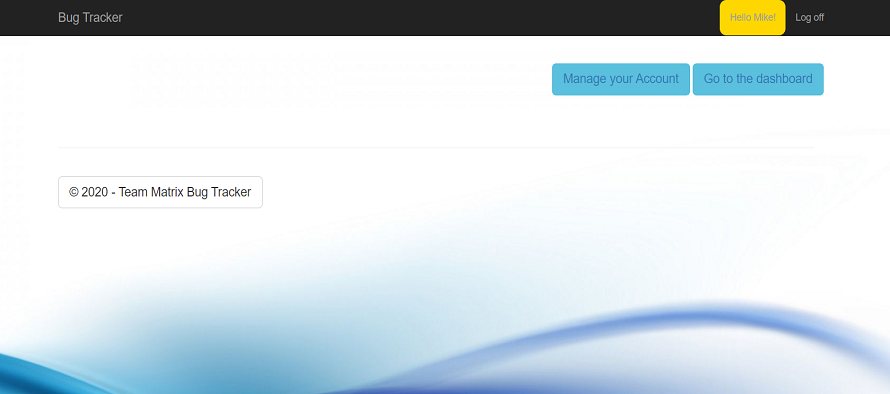 Bug Tracker Hello Mike! Log off
Manage your Account Go to the dashboard
© 2020 - Team Matrix Bug Tracker